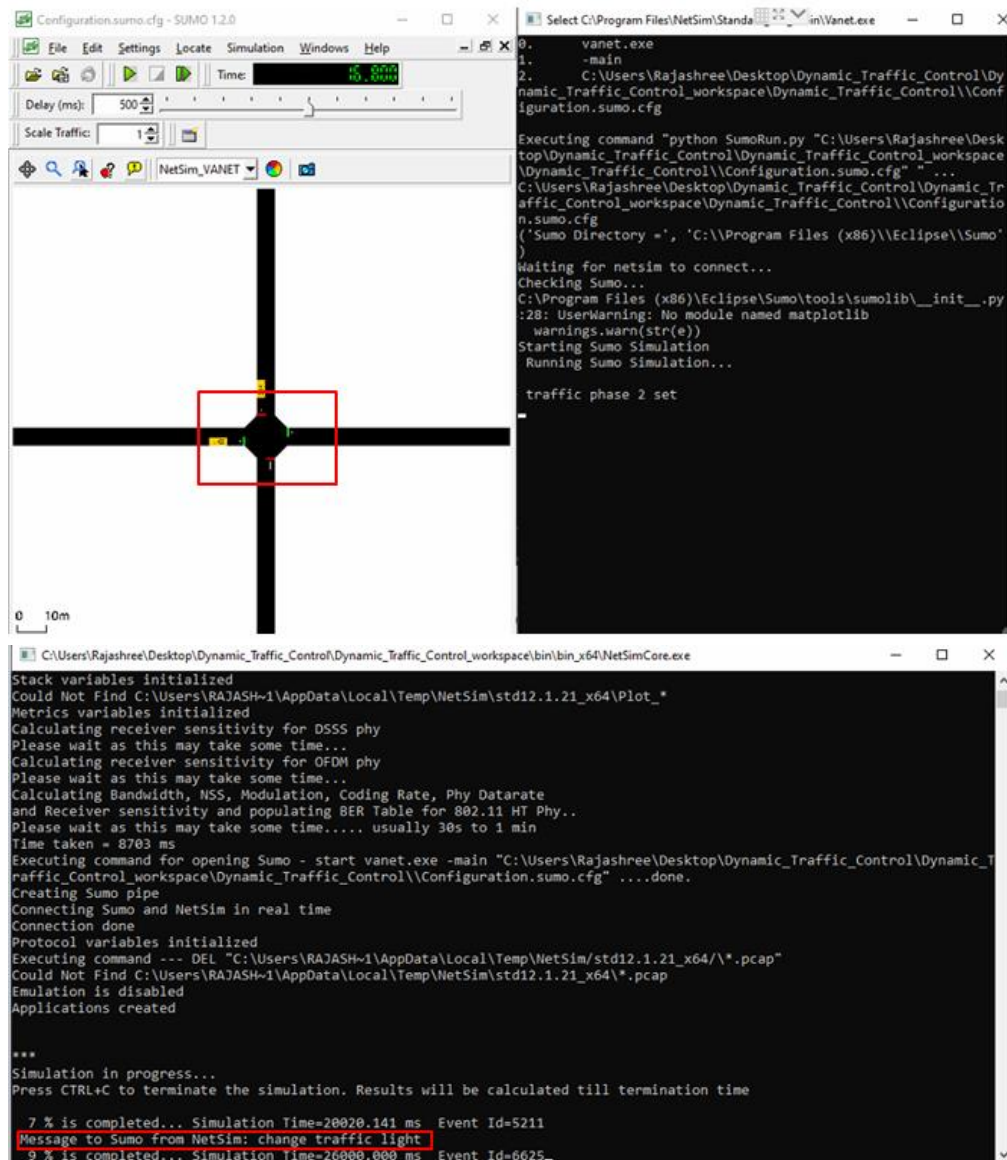 Configuration.sumo.cfg - SUMO 1.2.0
File Edit Settings Locate Simulation Windows Help
Time: 16.000
Delay (ms): 500
Scale Traffic: 1
NetSim_VANET
0 10m
Select C:\Program Files\NetSim\Standa in\Vanet.exe
0. vanet.exe
1. -main
2. C:\Users\Rajashree\Desktop\Dynamic_Traffic_Control\Dy
namic_Traffic_Control_workspace\Dynamic_Traffic_Control\\Conf
iguration.sumo.cfg
Executing command "python SumoRun.py "C:\Users\Rajashree\Desk
top\Dynamic_Traffic_Control\Dynamic_Traffic_Control_workspace
\Dynamic_Traffic_Control\\Configuration.sumo.cfg" " ...
C:\Users\Rajashree\Desktop\Dynamic_Traffic_Control\Dynamic_Tr
affic_Control_workspace\Dynamic_Traffic_Control\\Configuratio
n.sumo.cfg
('Sumo Directory =', 'C:\\Program Files (x86)\\Eclipse\\Sumo'
)
Waiting for netsim to connect...
Checking Sumo...
C:\Program Files (x86)\Eclipse\Sumo\tools\sumolib\__init__.py
:28: UserWarning: No module named matplotlib
warnings.warn(str(e))
Starting Sumo Simulation
Running Sumo Simulation...
traffic phase 2 set
C:\Users\Rajashree\Desktop\Dynamic_Traffic_Control\Dynamic_Traffic_Control_workspace\bin\bin_x64\NetSimCore.exe
Stack variables initialized
Could Not Find C:\Users\RAJASH~1\AppData\Local\Temp\NetSim\std12.1.21_x64\Plot_*
Metrics variables initialized
Calculating receiver sensitivity for DSSS phy
Please wait as this may take some time...
Calculating receiver sensitivity for OFDM phy
Please wait as this may take some time...
Calculating Bandwidth, NSS, Modulation, Coding Rate, Phy Datarate
and Receiver sensitivity and populating BER Table for 802.11 HT Phy..
Please wait as this may take some time..... usually 30s to 1 min
Time taken = 8703 ms
Executing command for opening Sumo - start vanet.exe -main "C:\Users\Rajashree\Desktop\Dynamic_Traffic_Control\Dynamic_T
raffic_Control_workspace\Dynamic_Traffic_Control\\Configuration.sumo.cfg" ....done.
Creating Sumo pipe
Connecting Sumo and NetSim in real time
Connection done
Protocol variables initialized
Executing command --- DEL "C:\Users\RAJASH~1\AppData\Local\Temp\NetSim/std12.1.21_x64/\*.pcap"
Could Not Find C:\Users\RAJASH~1\AppData\Local\Temp\NetSim\std12.1.21_x64\*.pcap
Emulation is disabled
Applications created
***
Simulation in progress...
Press CTRL+C to terminate the simulation. Results will be calculated till termination time
7 % is completed... Simulation Time=20020.141 ms Event Id=5211
Message to Sumo from NetSim: change traffic light
9 % is completed... Simulation Time=26000.000 ms Event Id=6625_